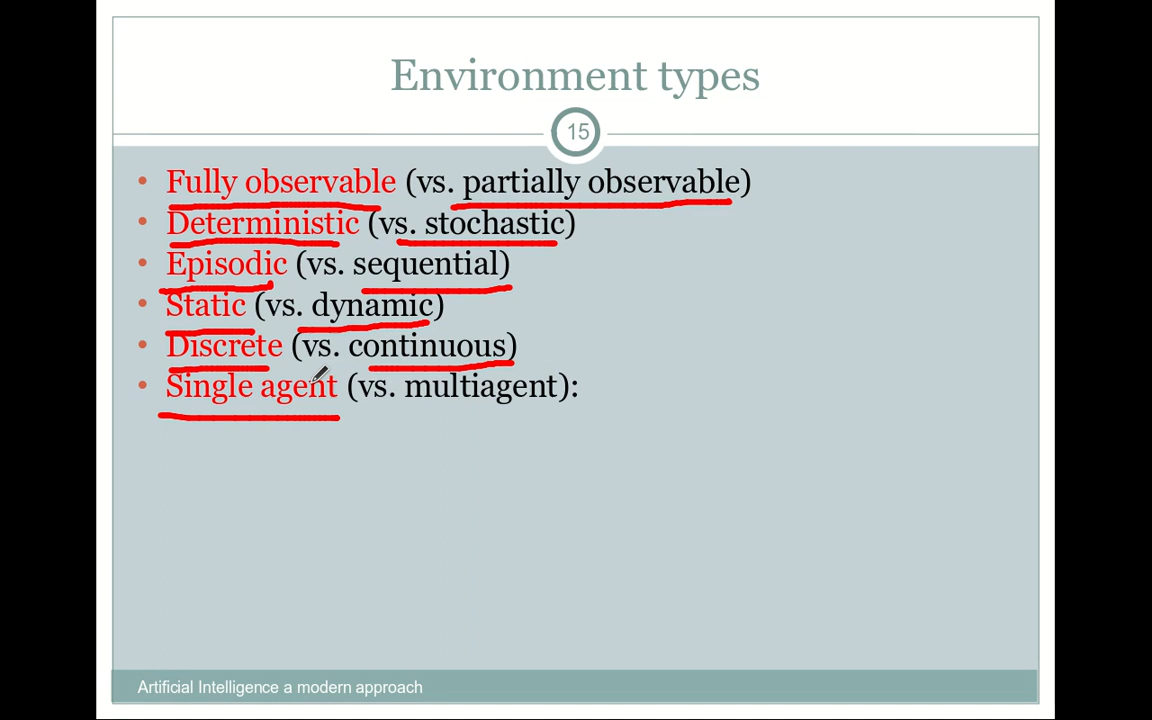 Environment types
15
• Fully observable (vs. partially observable)
• Deterministic (vs. stochastic)
• Episodic (vs. sequential)
• Static (vs. dynamic)
• Discrete (vs. continuous)
• Single agent (vs. multiagent):
Artificial Intelligence a modern approach